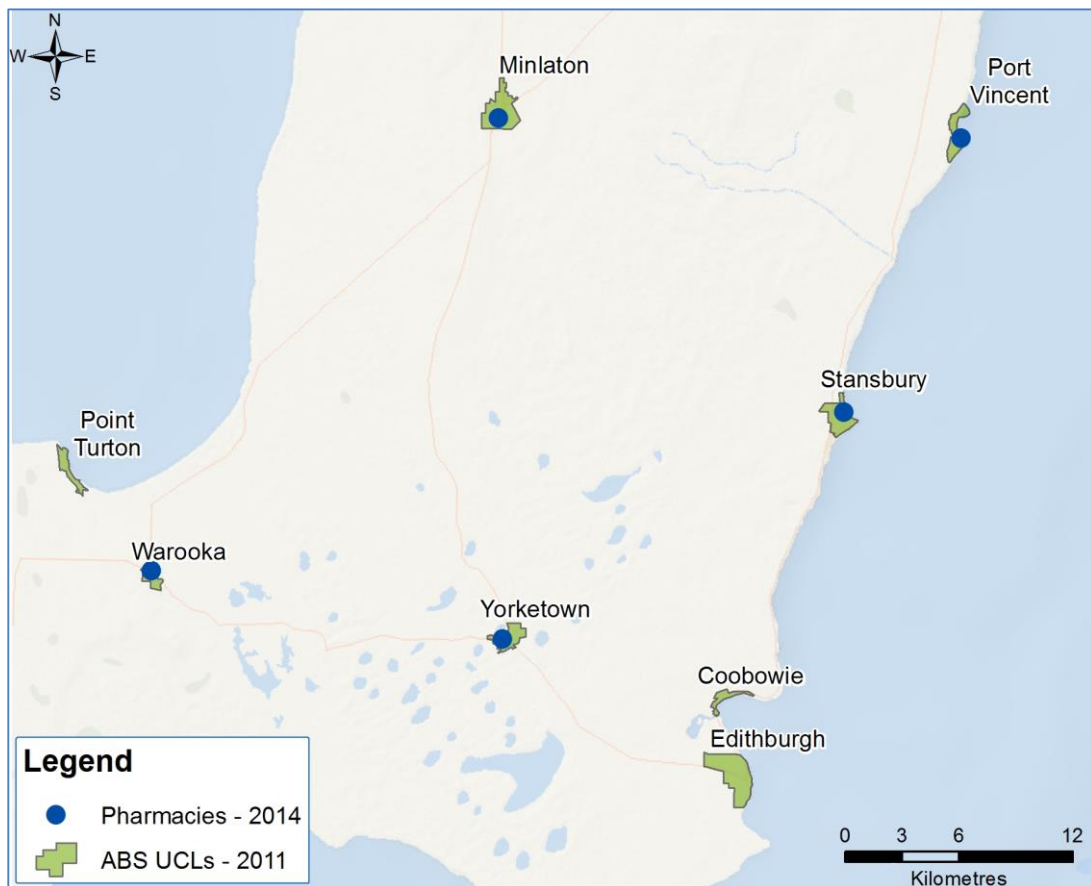 N
W E
S
Minlaton
Port
Vincent
Stansbury
Point
Turton
Warooka
Yorketown
Coobowie
Edithburgh
Legend
Pharmacies - 2014
ABS UCLs - 2011
0 3 6 12
Kilometres